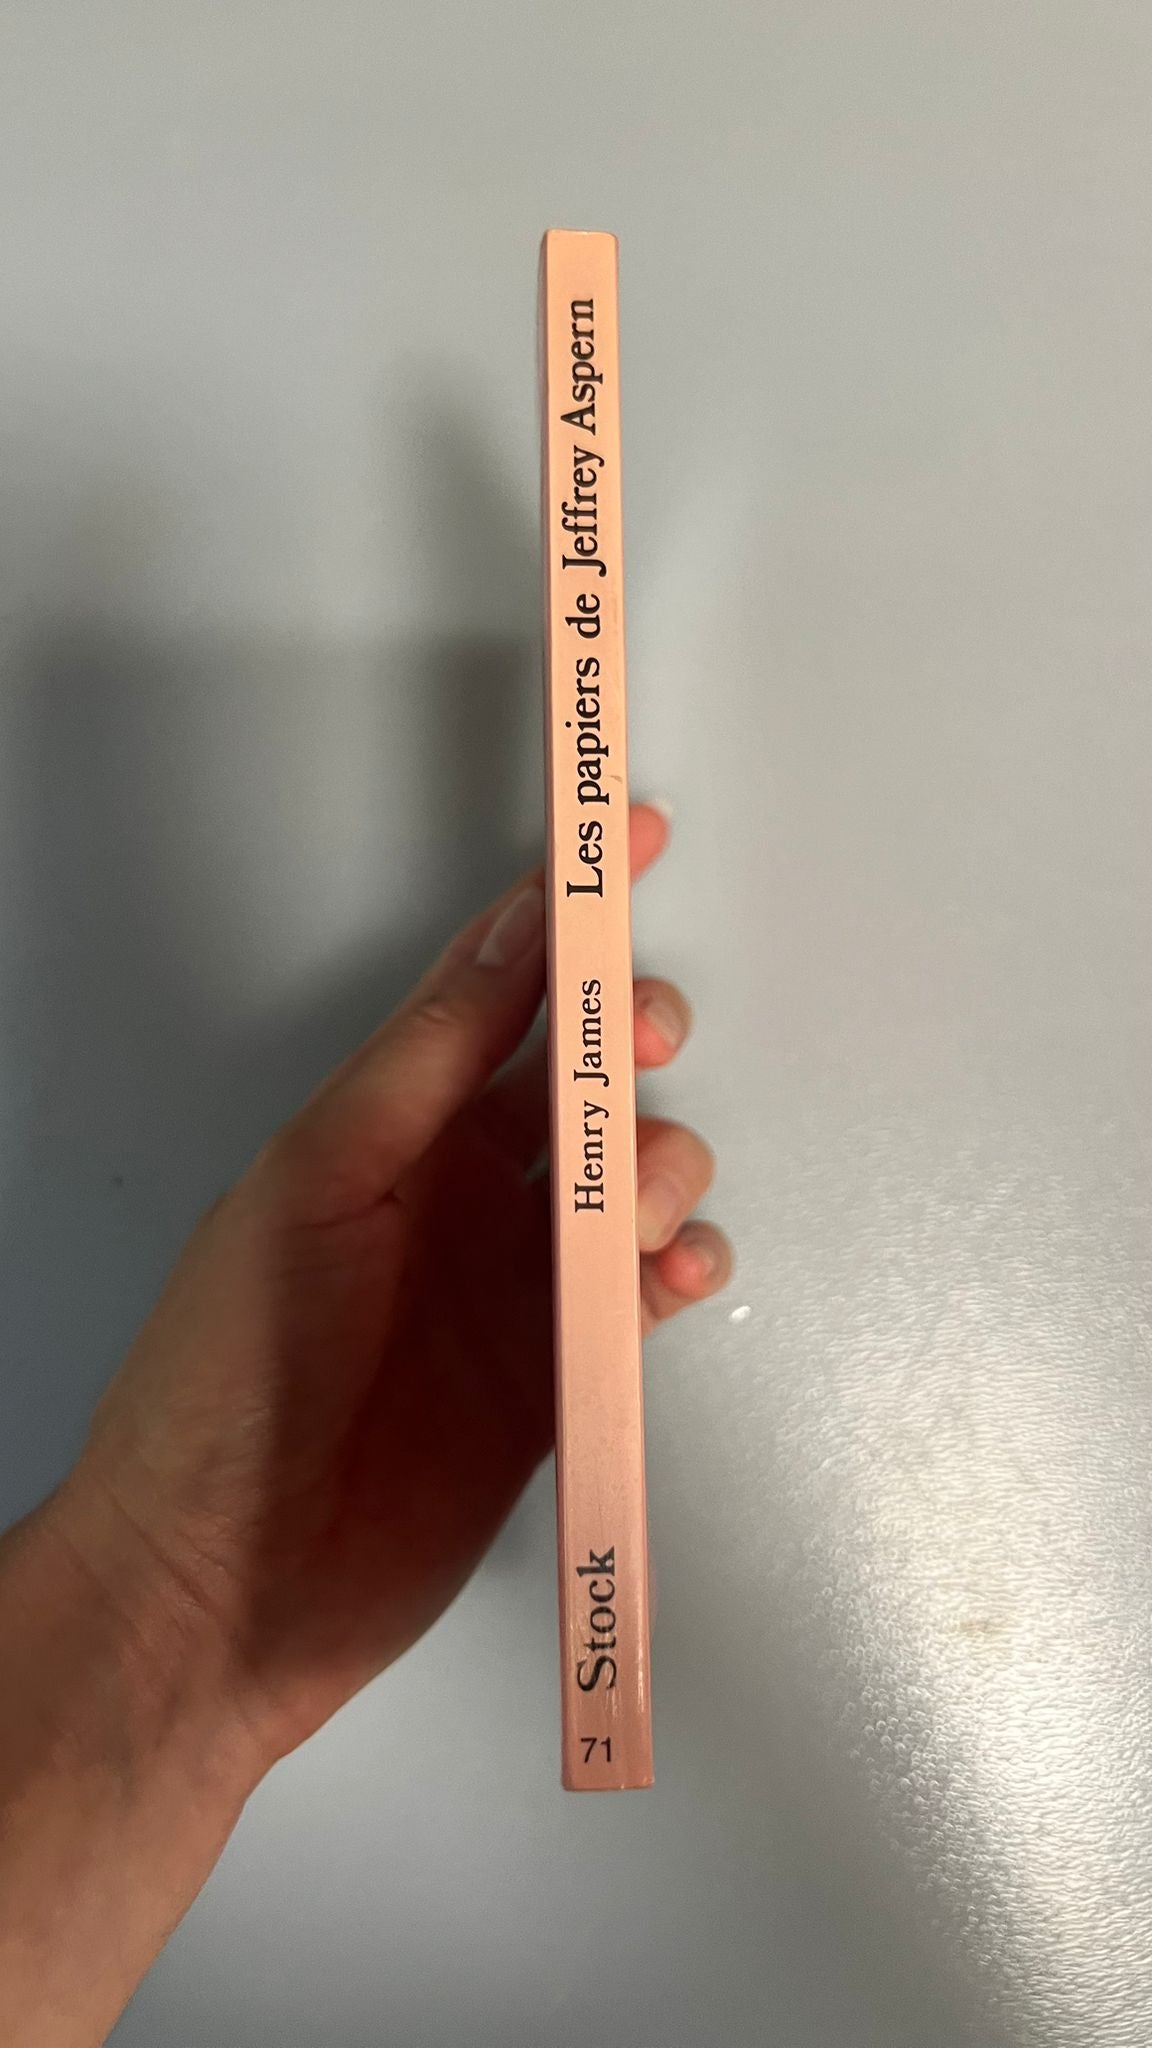 71
Stock
Henry James
Les papiers de Jeffrey Aspern